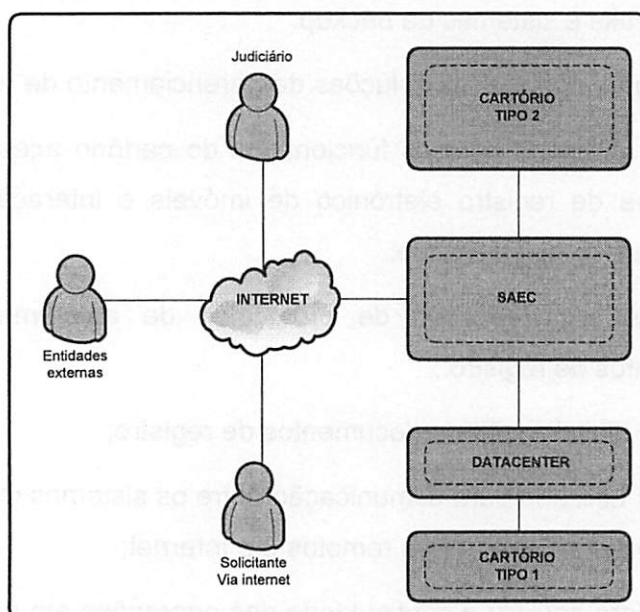 Judiciário
CARTÓRIO
TIPO 2
INTERNET
SAEC
Entidades
externas
DATACENTER
Solicitante
Via internet
CARTÓRIO
TIPO 1